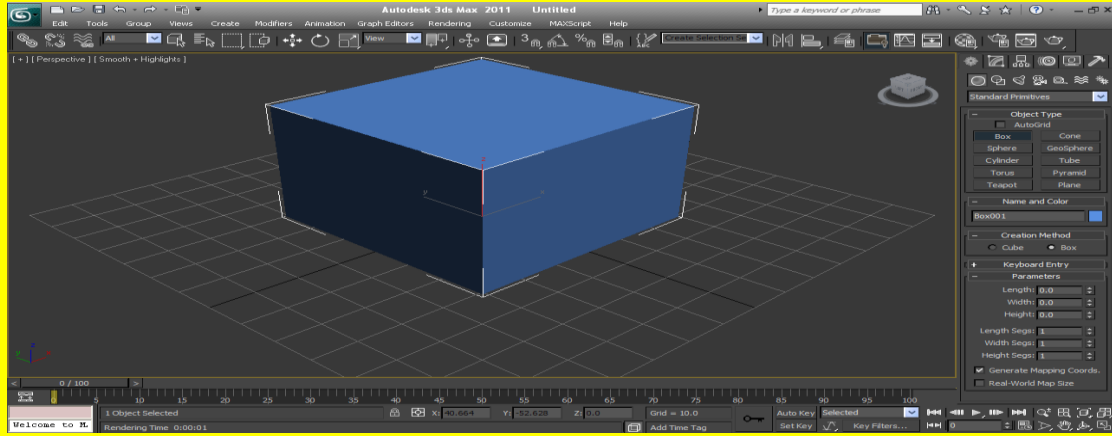 Autodesk 3ds Max 2011 Untitled
Type a keyword or phrase
Edit Tools Group Views Create Modifiers Animation Graph Editors Rendering Customize MAXScript Help
All
View
Create Selection Se
[ + ] [ Perspective ] [ Smooth + Highlights ]
Standard Primitives
Object Type
AutoGrid
Box Cone
Sphere GeoSphere
Cylinder Tube
Torus Pyramid
Teapot Plane
Name and Color
Box001
Creation Method
Cube Box
Keyboard Entry
Parameters
Length: 0.0
Width: 0.0
Height: 0.0
Length Segs: 1
Width Segs: 1
Height Segs: 1
Generate Mapping Coords.
Real-World Map Size
0 / 100
0 5 10 15 20 25 30 35 40 45 50 55 60 65 70 75 80 85 90 95 100
1 Object Selected X: 40.664 Y: -52.628 Z: 0.0 Grid = 10.0 Auto Key Selected
Welcome to M Rendering Time 0:00:01 Add Time Tag Set Key Key Filters... 0